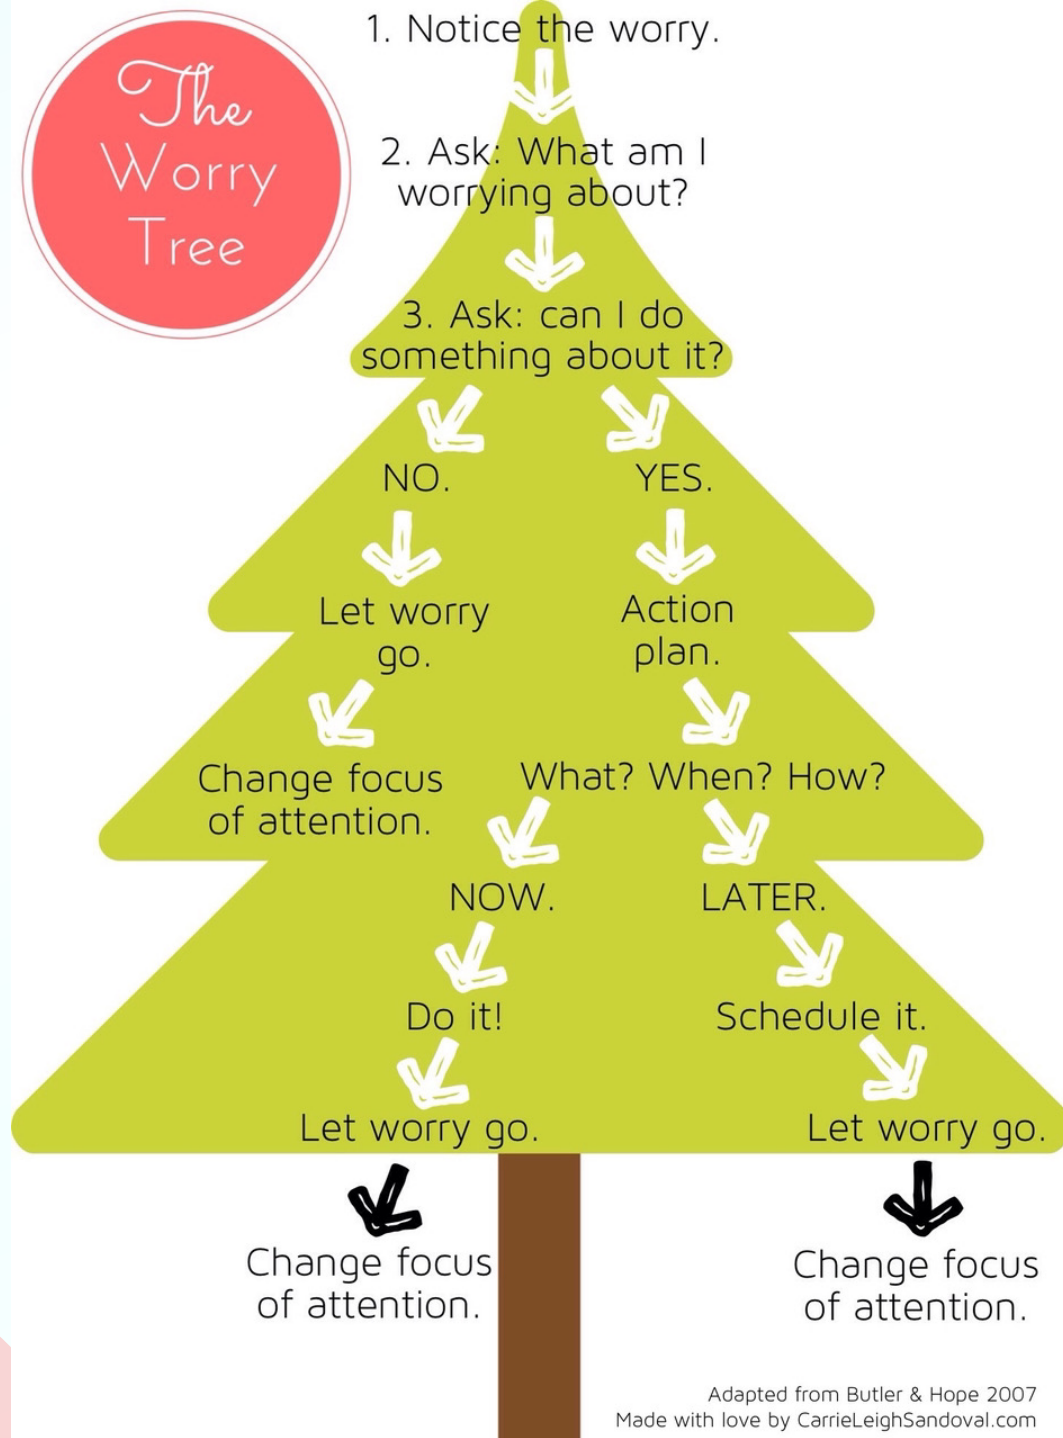 The
Worry
Tree
1. Notice the worry.
2. Ask: What am I
worrying about?
3. Ask: can I do
something about it?
NO.
YES.
Let worry
go.
Action
plan.
Change focus
of attention.
What? When? How?
NOW.
LATER.
Do it!
Schedule it.
Let worry go.
Let worry go.
Change focus
of attention.
Change focus
of attention.
Adapted from Butler & Hope 2007
Made with love by CarrieLeighSandoval.com